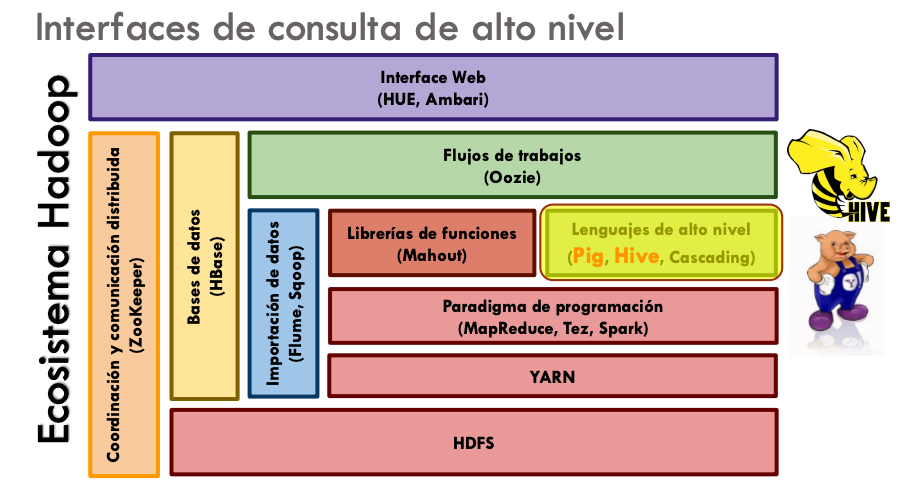 Interfaces de consulta de alto nivel
Ecosistema Hadoop
Interface Web
(HUE, Ambari)
Coordinación y comunicación distribuida
(ZooKeeper)
Bases de datos
(HBase)
Flujos de trabajos
(Oozie)
Importación de datos
(Flume, Sqoop)
Librerías de funciones
(Mahout)
Lenguajes de alto nivel
(Pig, Hive, Cascading)
Paradigma de programación
(MapReduce, Tez, Spark)
YARN
HDFS
HIVE
Y